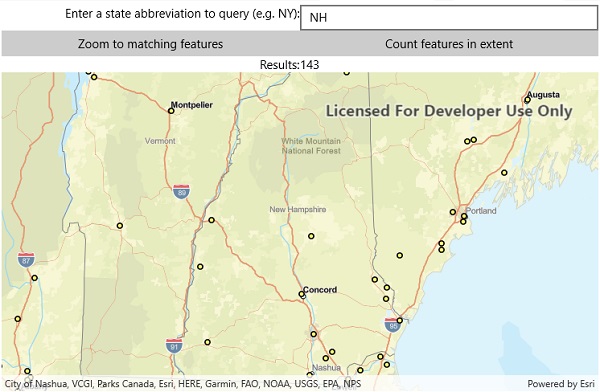 Enter a state abbreviation to query (e.g. NY):
NH
Zoom to matching features
Count features in extent
Results:143
Augusta
Montpelier
Licensed For Developer Use Only
Vermont
White Mountain
National Forest
89
New Hampshire
Portland
87
Concord
95
91
Nashua
City of Nashua, VCGI, Parks Canada, Esri, HERE, Garmin, FAO, NOAA, USGS, EPA, NPS
Powered by Esri